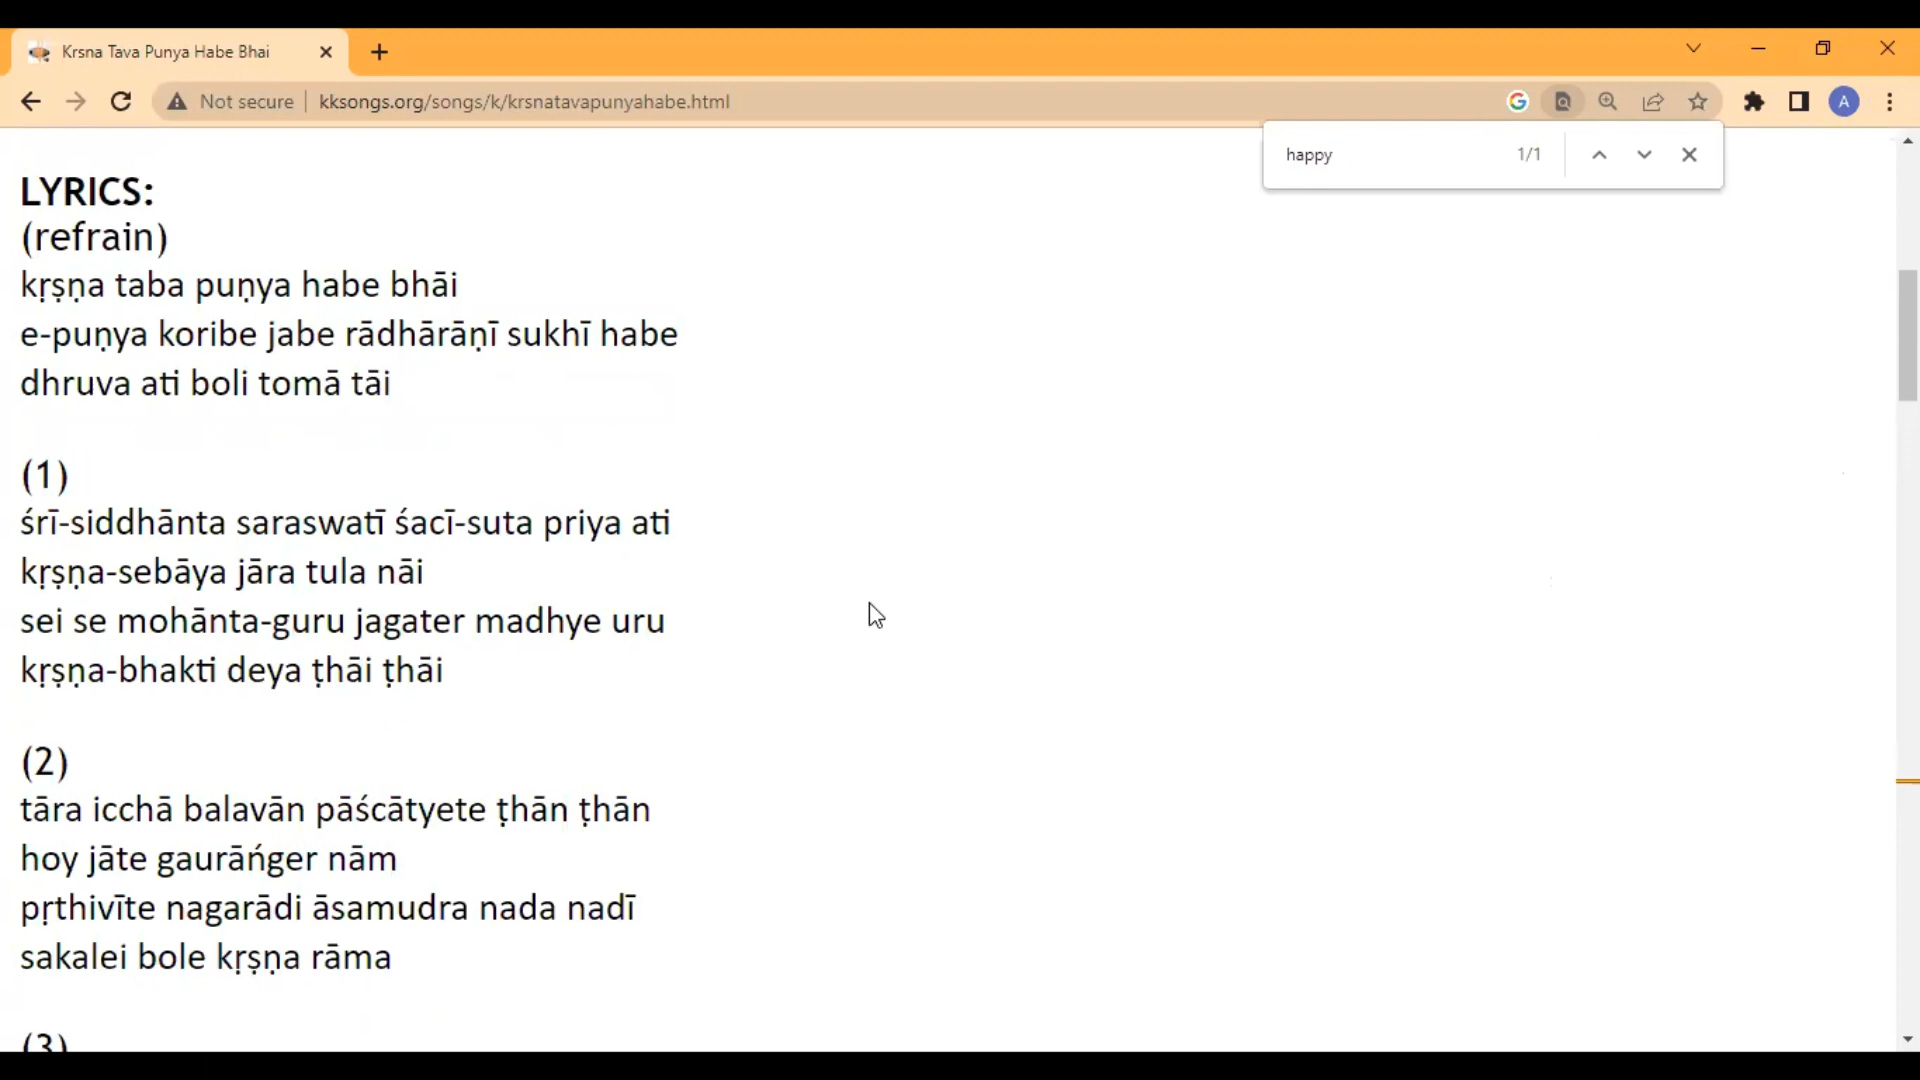 Krsna Tava Punya Habe Bhai
Not secure
kksongs.org/songs/k/krsnatavapunyahabe.html
A
happy
1/1
LYRICS:
(refrain)
kṛṣṇa taba puṇya habe bhāi
e-puṇya koribe jabe rādhārāṇī sukhī habe
dhruva ati boli tomā tāi
(1)
śrī-siddhānta saraswatī śacī-suta priya ati
kṛṣṇa-sebāya jāra tula nāi
sei se mohānta-guru jagater madhye uru
kṛṣṇa-bhakti deya ṭhāi ṭhāi
(2)
tāra icchā balavān pāścātyete ṭhān ṭhān
hoy jāte gaurāńger nām
pṛthivīte nagarādi āsamudra nada nadī
sakalei bole kṛṣṇa rāma
(3)